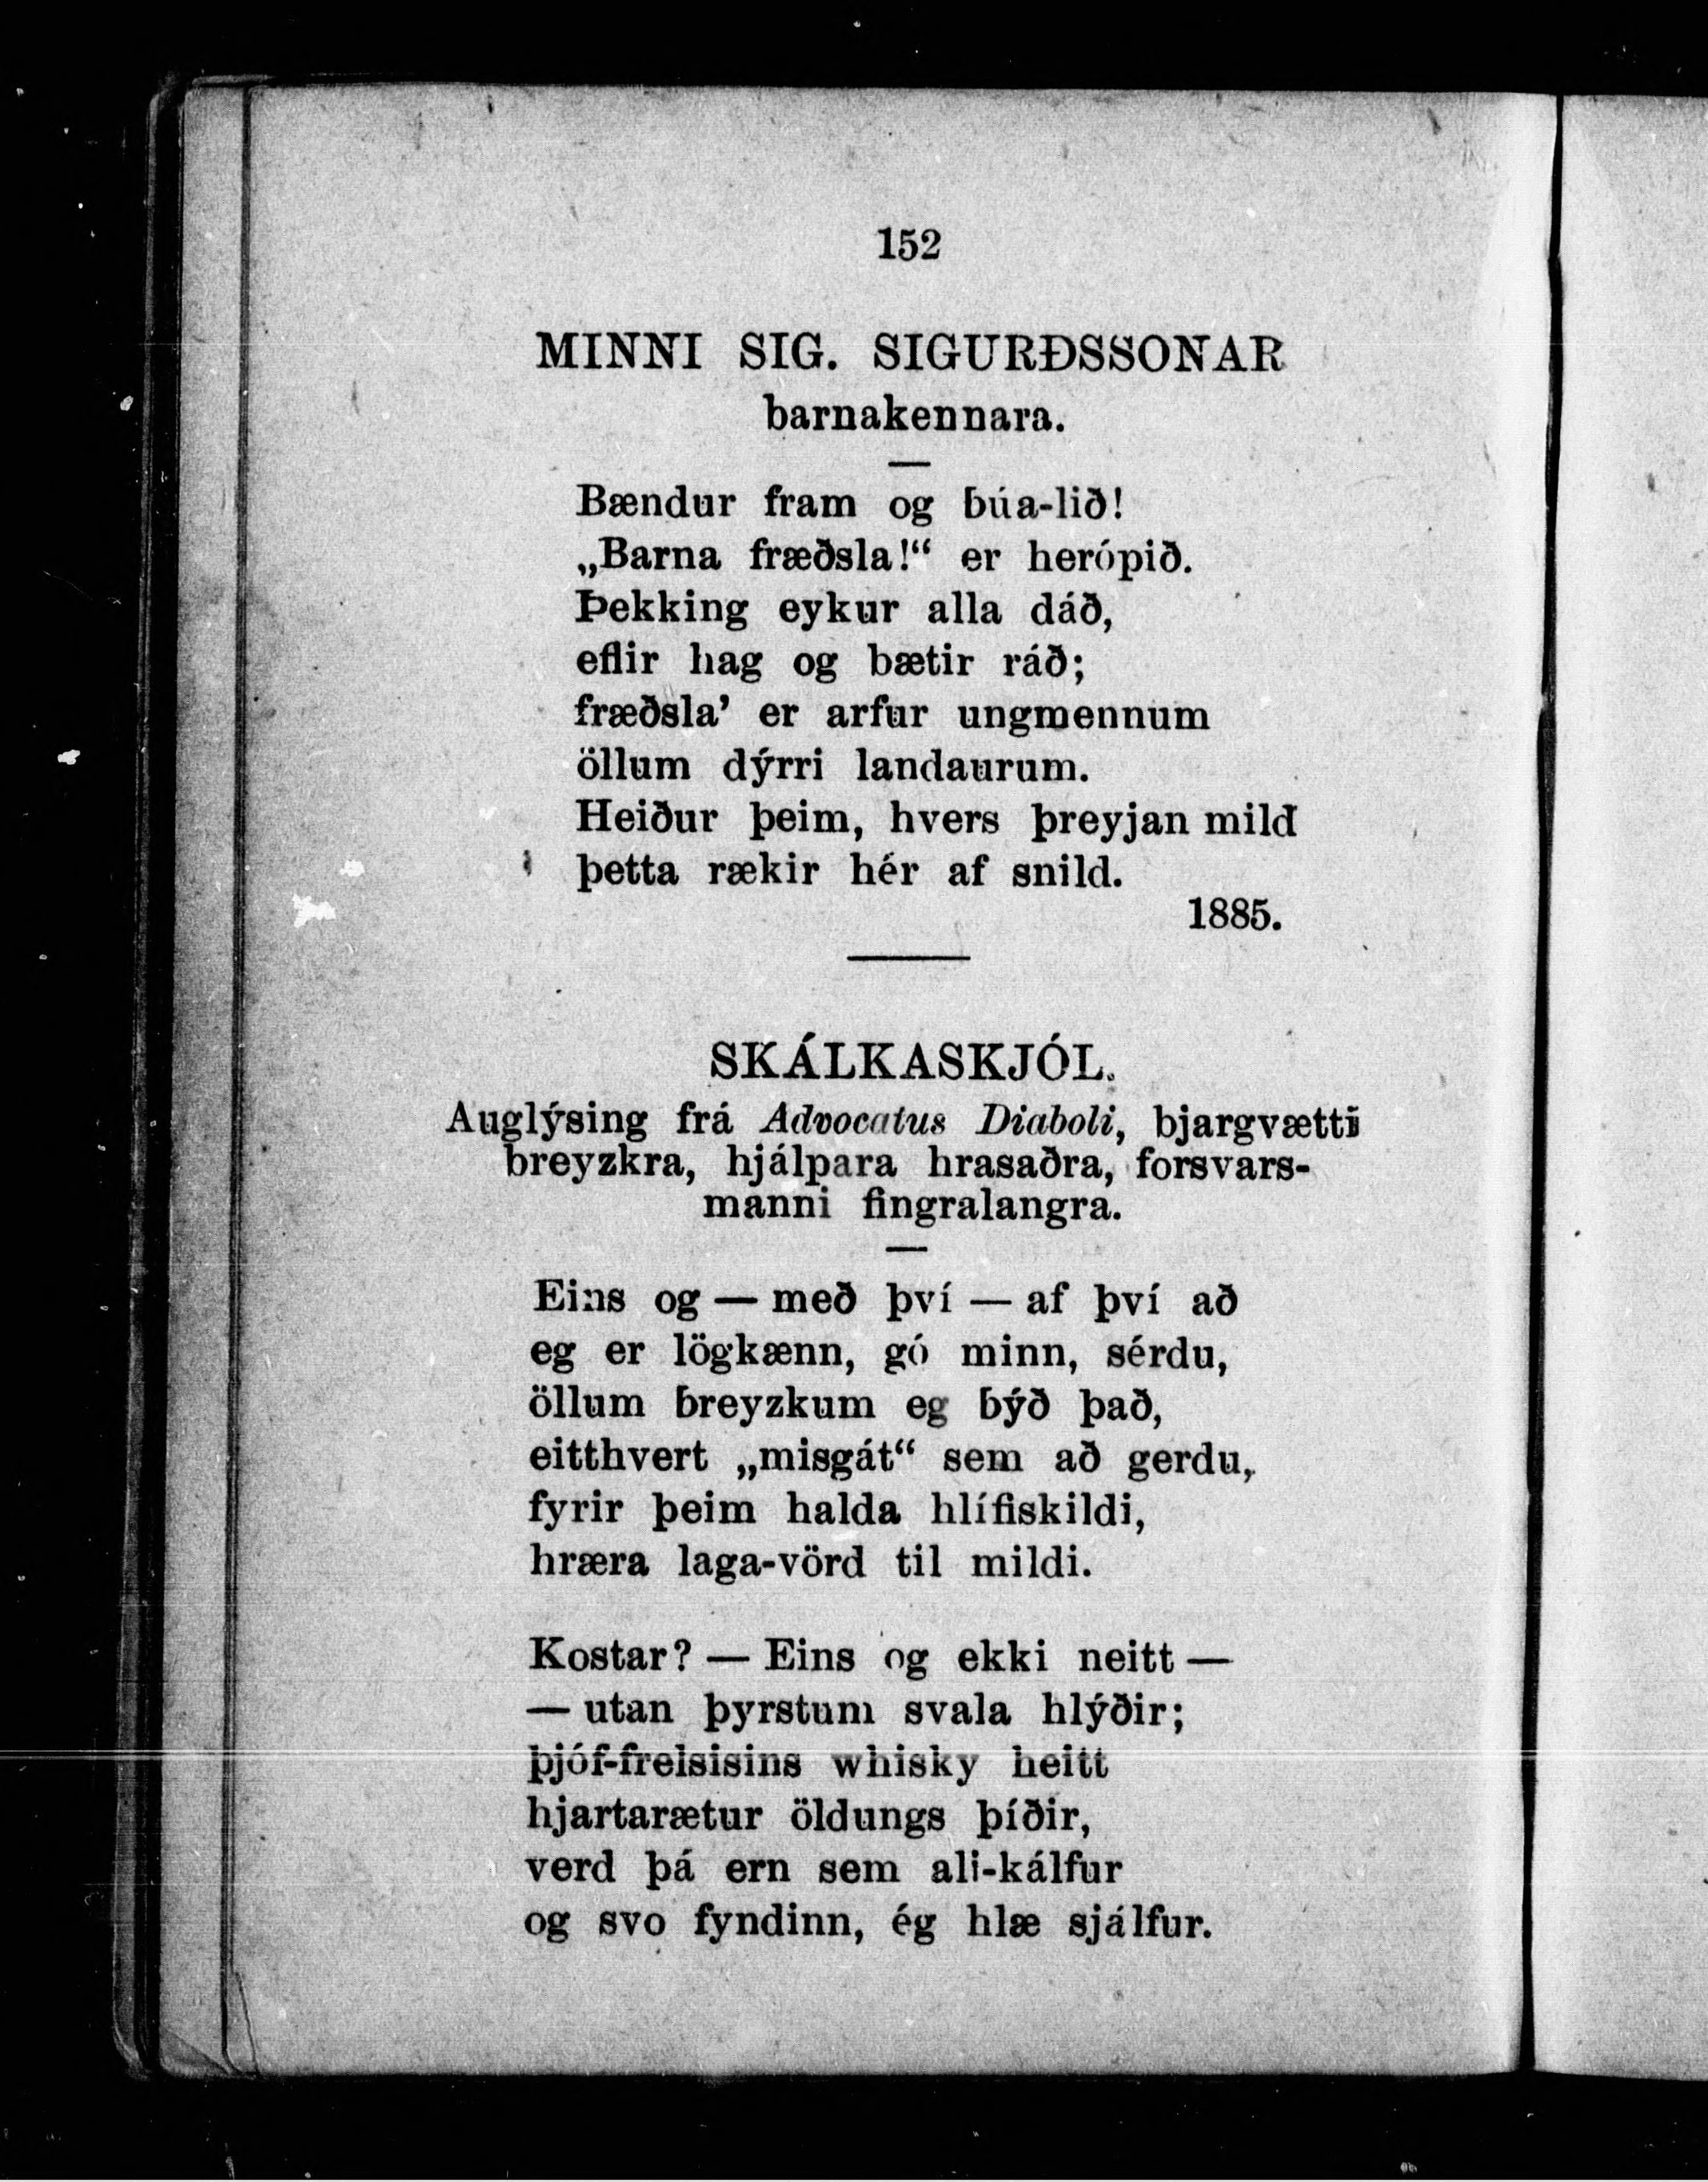 152
MINNI SIG. SIGURÐSSONAR
barnakennara.
Bændur fram og búa-lið!
„Barna fræðsla!“ er herópið.
Þekking eykur alla dáð,
eflir hag og bætir ráð;
fræðsla’ er arfur ungmennum
öllum dýrri landaurum.
Heiður þeim, hvers þreyjan mild
þetta rækir hér af snild.
1885.
SKÁLKASKJÓL.
Auglýsing frá Advocatus Diaboli, bjargvætti
breyzkra, hjálpara hrasaðra, forsvars-
manni fingralangra.
Eins og — með því — af því að
eg er lögkænn, gó minn, sérdu,
öllum breyzkum eg býð það,
eitthvert „misgát“ sem að gerdu,
fyrir þeim halda hlífiskildi,
hræra laga-vörd til mildi.
Kostar? — Eins og ekki neitt —
— utan þyrstum svala hlýðir;
þjóf-frelsisins whisky heitt
hjartarætur öldungs þíðir,
verd þá ern sem ali-kálfur
og svo fyndinn, ég hlæ sjálfur.